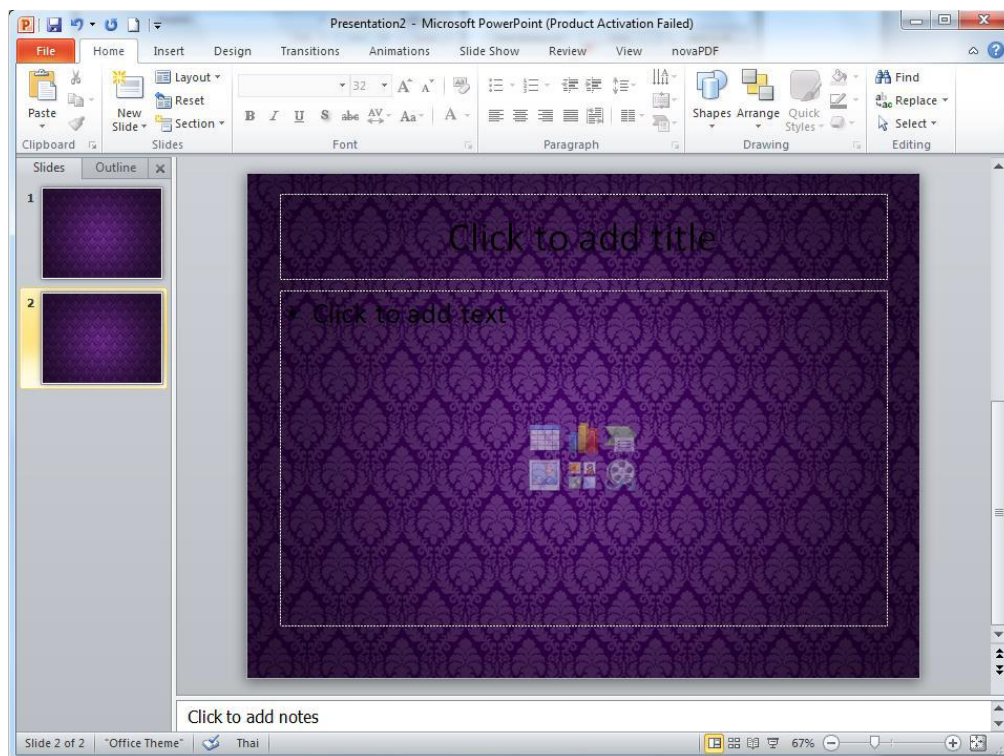 Presentation2 - Microsoft PowerPoint (Product Activation Failed)
File Home Insert Design Transitions Animations Slide Show Review View novaPDF
Paste
New Slide
Layout
Reset
Section
32
B I U S abc AV Aa A
Shapes Arrange Quick Styles
Find
Replace
Select
Clipboard Slides Font Paragraph Drawing Editing
Slides Outline
1
2
Click to add title
• Click to add text
Click to add notes
Slide 2 of 2 "Office Theme" Thai 67%